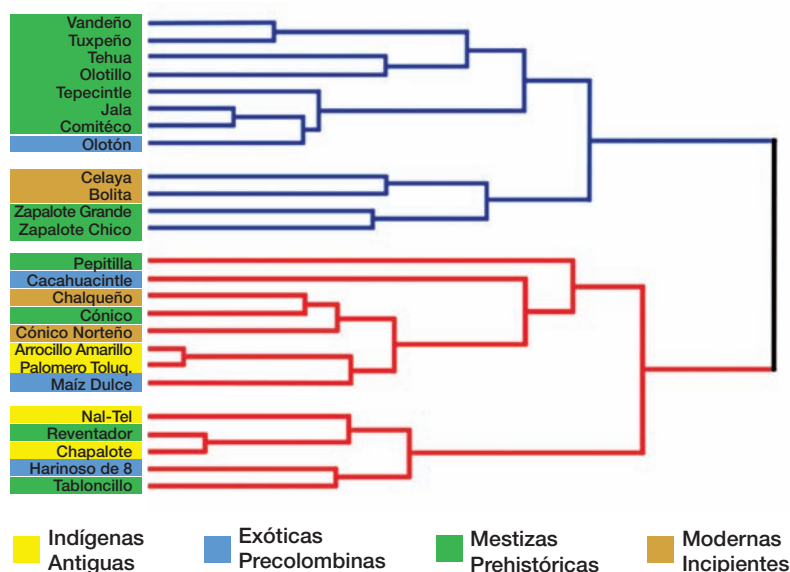 Vandeño
Tuxpeño
Tehua
Olotillo
Tepecintle
Jala
Comitéco
Olotón
Celaya
Bolita
Zapalote Grande
Zapalote Chico
Pepitilla
Cacahuacintle
Chalqueño
Cónico
Cónico Norteño
Arrocillo Amarillo
Palomero Toluq.
Maíz Dulce
Nal-Tel
Reventador
Chapalote
Harinoso de 8
Tabloncillo
Indígenas
Antiguas
Exóticas
Precolombinas
Mestizas
Prehistóricas
Modernas
Incipientes